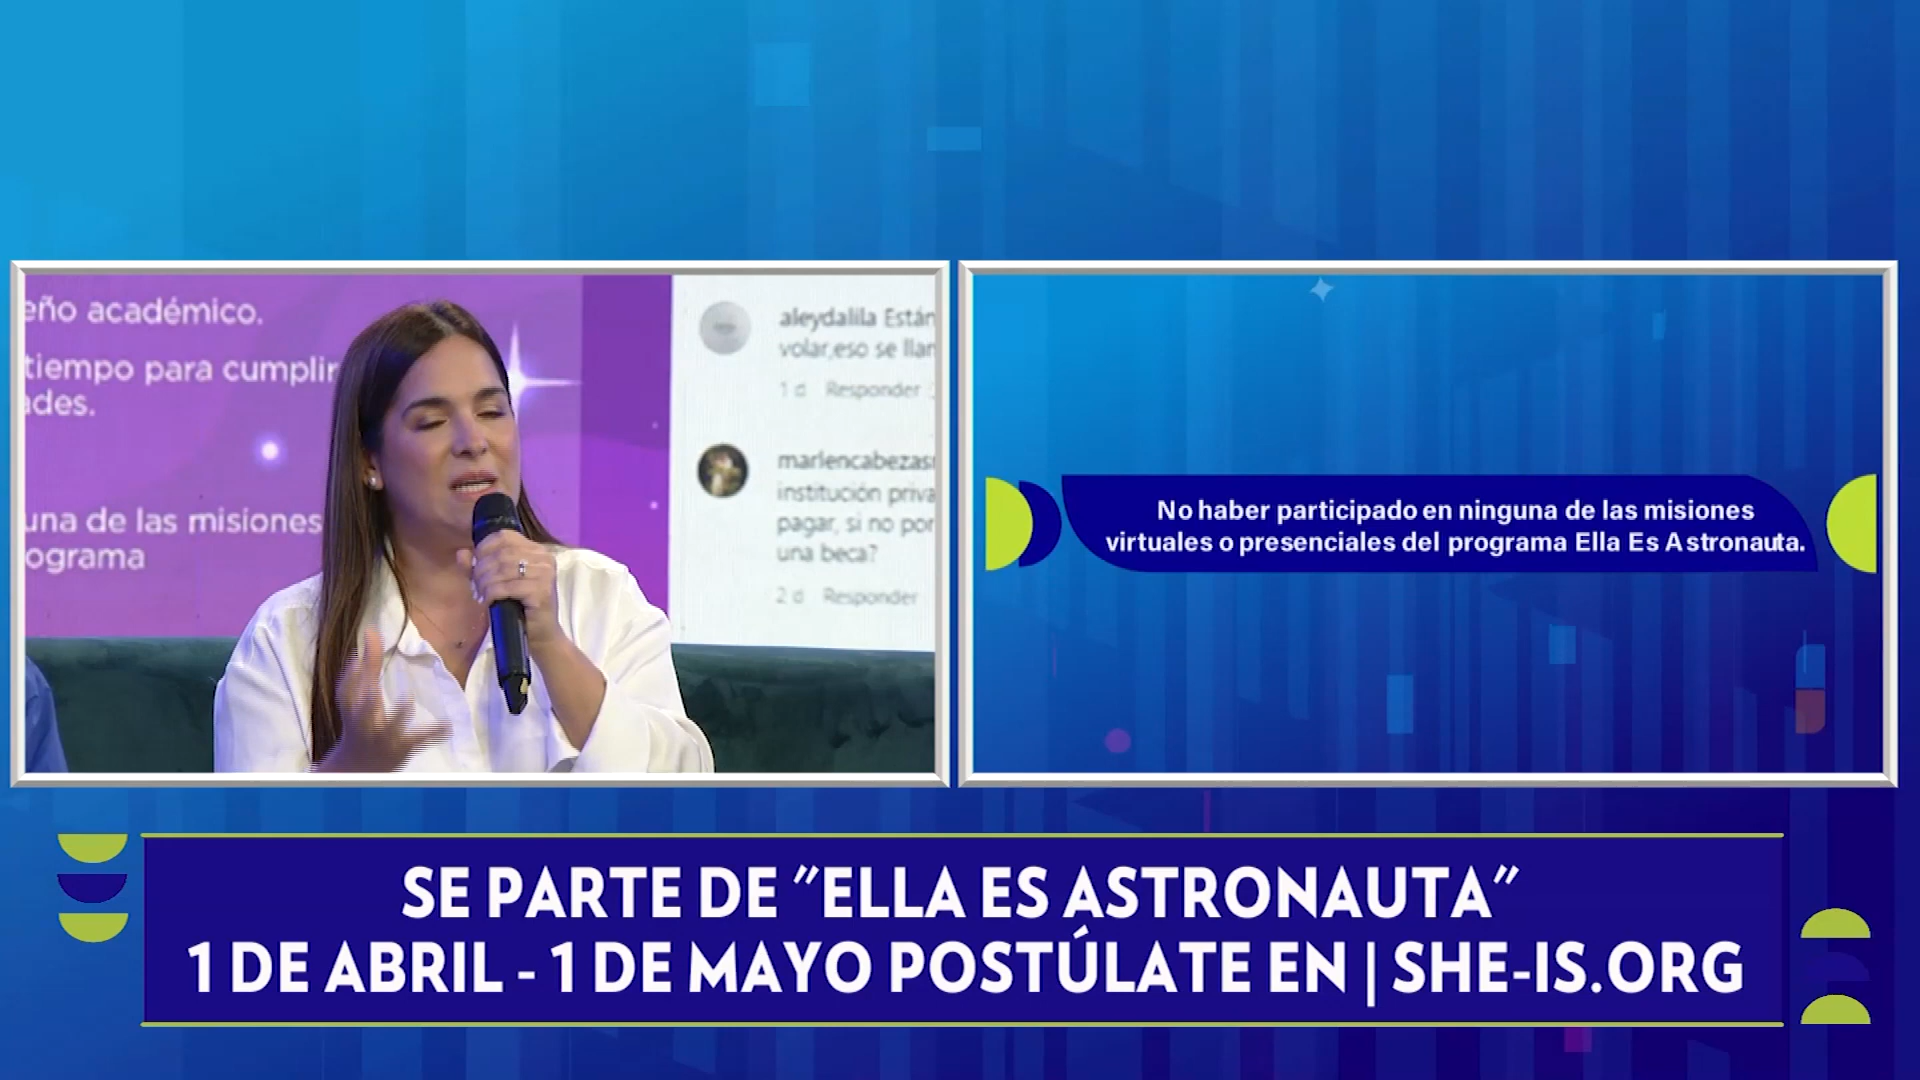 eño académico.
tiempo para cumplir
ades.
una de las misiones
ograma
aleydalila Están
volar,eso se llan
1 d Responder
marlencabezas
institución priva
pagar, si no por
una beca?
2 d Responder
No haber participado en ninguna de las misiones
virtuales o presenciales del programa Ella Es Astronauta.
SE PARTE DE "ELLA ES ASTRONAUTA"
1 DE ABRIL - 1 DE MAYO POSTÚLATE EN | SHE-IS.ORG